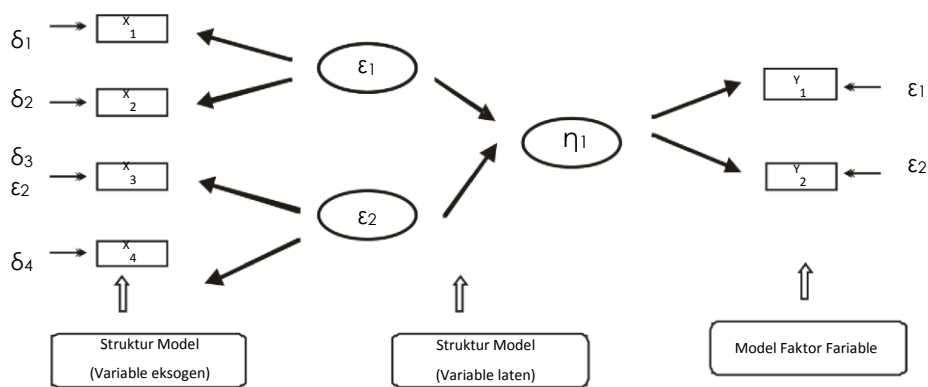 δ1
X
1
ε1
Y
1
ε1
δ2
X
2
η1
δ3
ε2
X
3
Y
2
ε2
ε2
δ4
X
4
Struktur Model
(Variable eksogen)
Struktur Model
(Variable laten)
Model Faktor Fariable